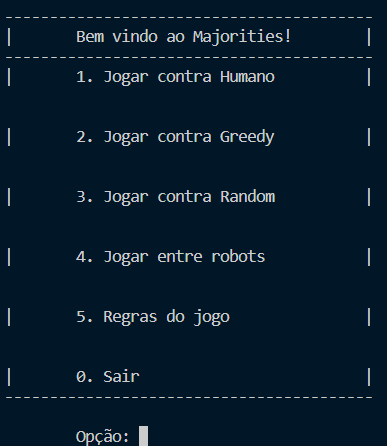 -----------------------------------------
|       Bem vindo ao Majorities!        |
-----------------------------------------
|       1. Jogar contra Humano          |
|       2. Jogar contra Greedy          |
|       3. Jogar contra Random          |
|       4. Jogar entre robots           |
|       5. Regras do jogo               |
|       0. Sair                         |
-----------------------------------------
Opção: